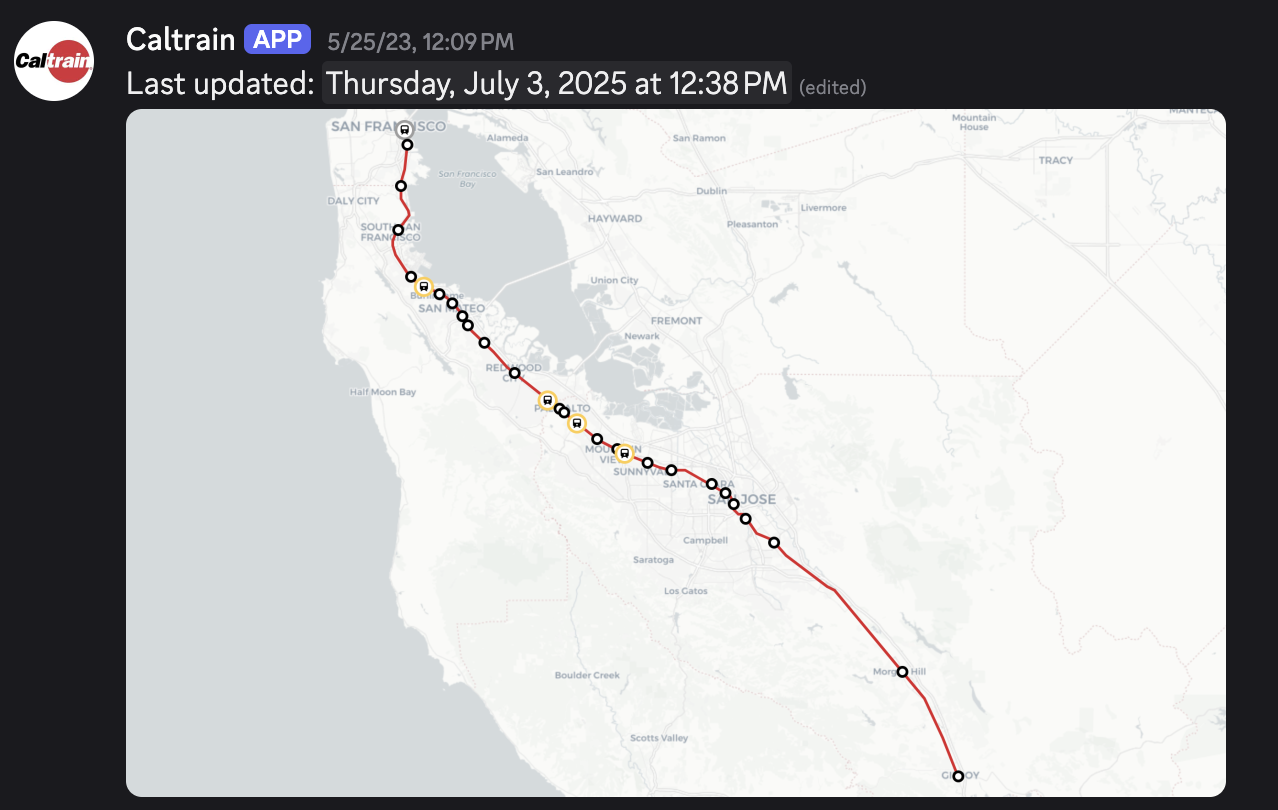 Caltrain
Caltrain APP 5/25/23, 12:09 PM
Last updated: Thursday, July 3, 2025 at 12:38 PM (edited)
SAN FRANCISCO
Alameda
San Ramon
Mountain
House
MANTECA
San Francisco
Bay
San Leandro
TRACY
Dublin
DALY CITY
Livermore
HAYWARD
Pleasanton
SOUTH SAN
FRANCISCO
Union City
Burlingame
SAN MATEO
FREMONT
Newark
REDWOOD
CITY
Half Moon Bay
PALO ALTO
MOUNTAIN
VIEW
SUNNYVALE
SANTA CLARA
SAN JOSE
Campbell
Saratoga
Los Gatos
Morgan Hill
Boulder Creek
Scotts Valley
GILROY